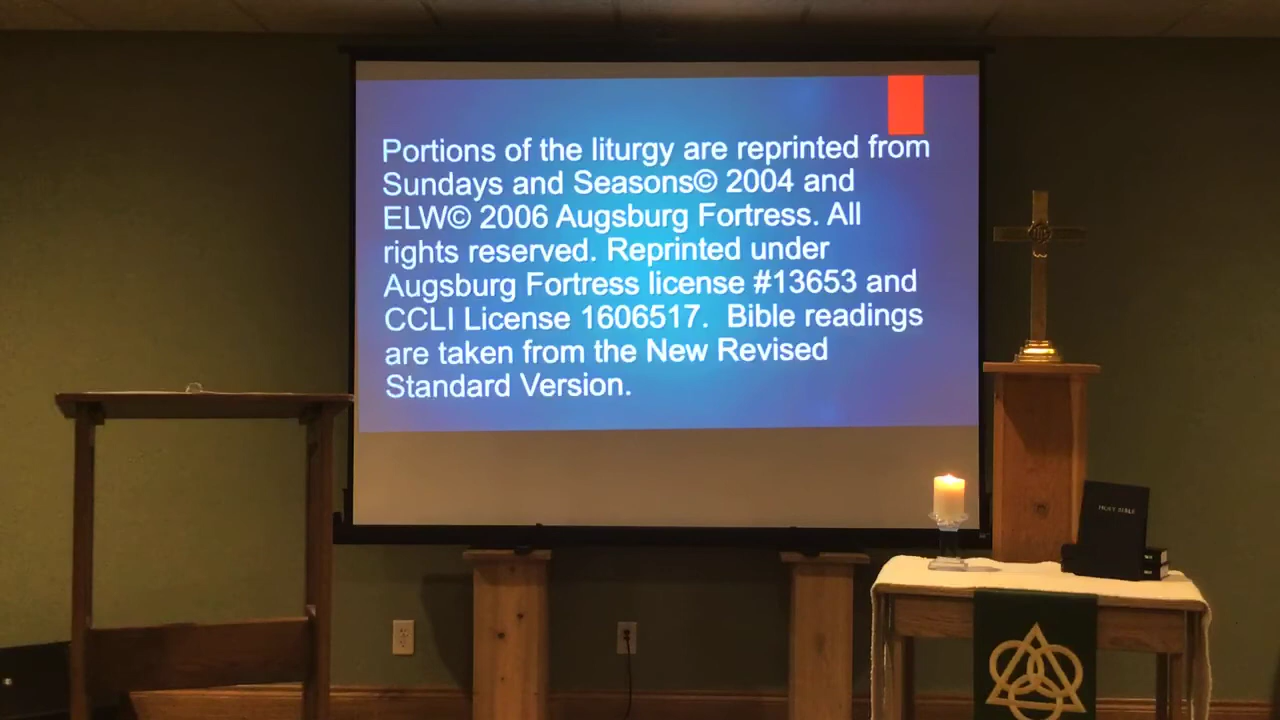 Portions of the liturgy are reprinted from
Sundays and Seasons© 2004 and
ELW© 2006 Augsburg Fortress. All
rights reserved. Reprinted under
Augsburg Fortress license #13653 and
CCLI License 1606517.  Bible readings
are taken from the New Revised
Standard Version.
HOLY BIBLE